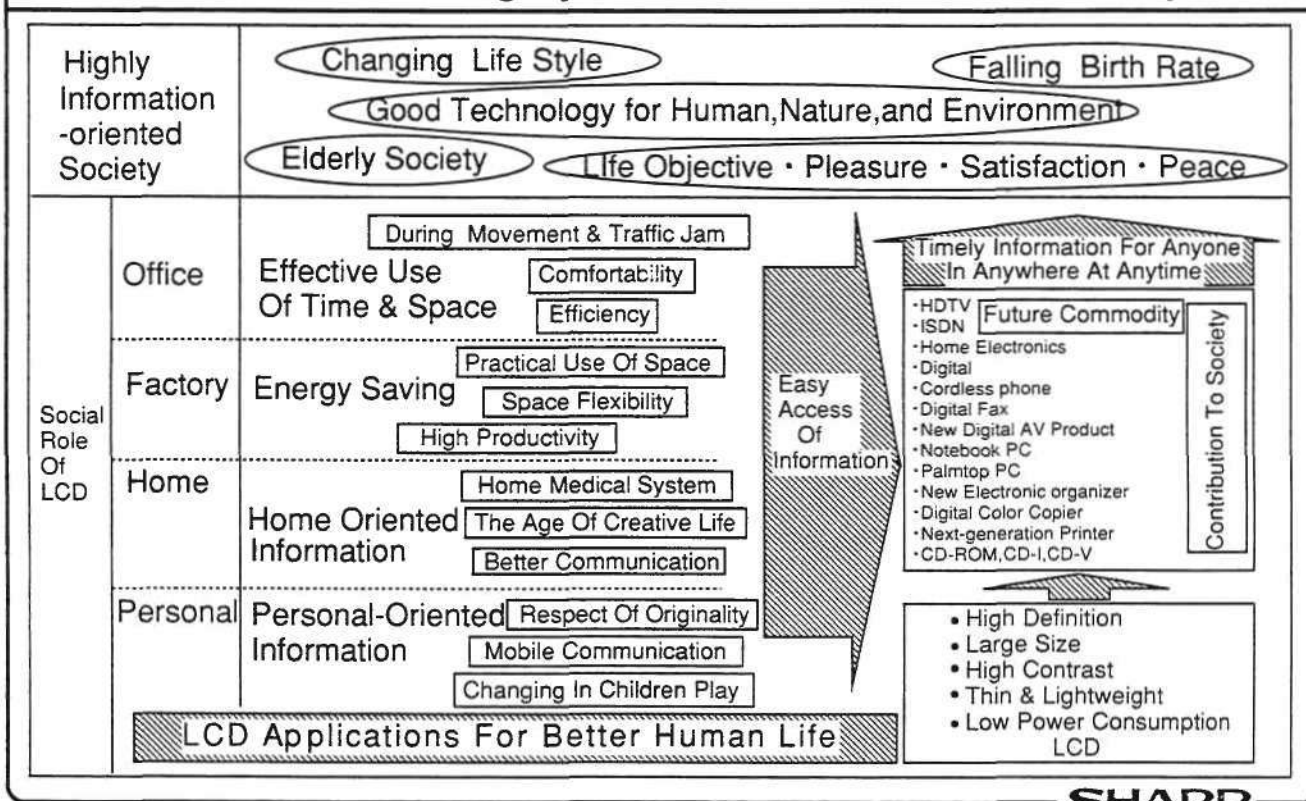 Highly
Information
-oriented
Society
Changing Life Style
Falling Birth Rate
Good Technology for Human,Nature,and Environment
Elderly Society
Life Objective・Pleasure・Satisfaction・Peace
Social
Role
Of
LCD
Office
Effective Use
Of Time & Space
During Movement & Traffic Jam
Comfortability
Efficiency
Factory
Energy Saving
Practical Use Of Space
Space Flexibility
High Productivity
Home
Home Oriented
Information
Home Medical System
The Age Of Creative Life
Better Communication
Personal
Personal-Oriented
Information
Respect Of Originality
Mobile Communication
Changing In Children Play
LCD Applications For Better Human Life
Easy
Access
Of
Information
Timely Information For Anyone
In Anywhere At Anytime
・HDTV
・ISDN
Future Commodity
・Home Electronics
・Digital
・Cordless phone
・Digital Fax
・New Digital AV Product
・Notebook PC
・Palmtop PC
・New Electronic organizer
・Digital Color Copier
・Next-generation Printer
・CD-ROM,CD-I,CD-V
Contribution To Society
• High Definition
• Large Size
• High Contrast
• Thin & Lightweight
• Low Power Consumption
LCD
SHARP